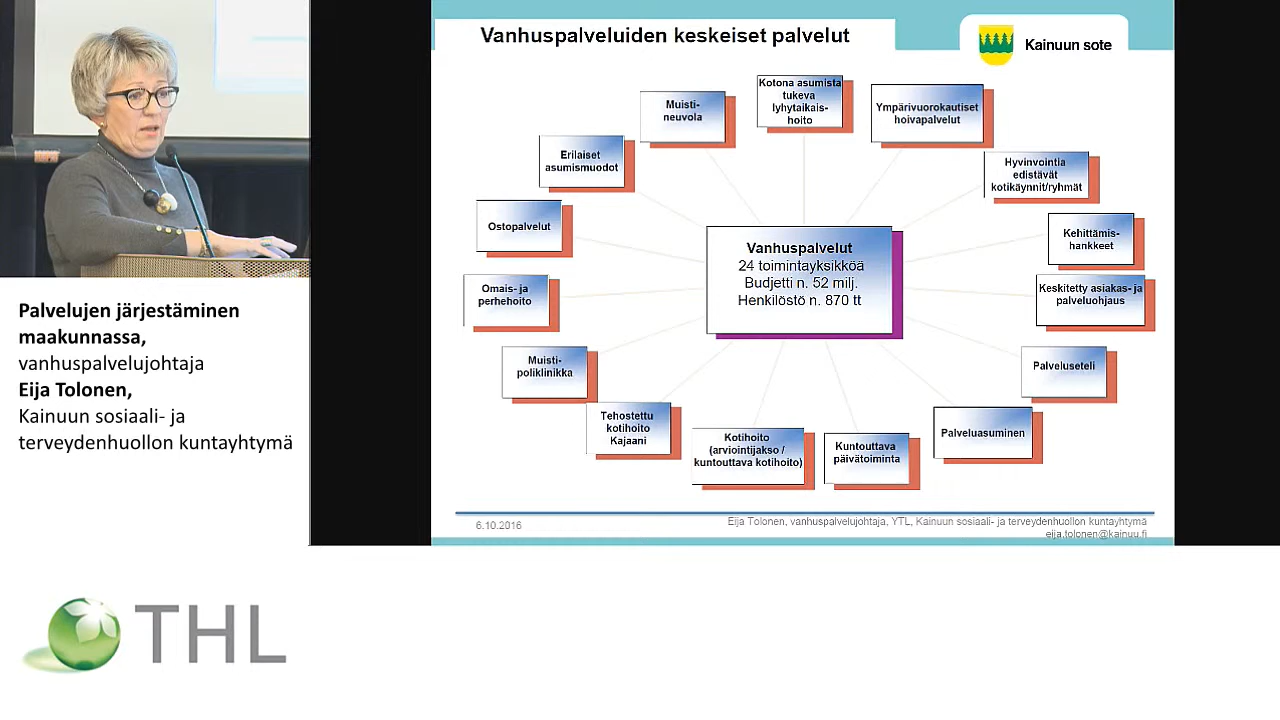 Palvelujen järjestäminen
maakunnassa,
vanhuspalvelujohtaja
Eija Tolonen,
Kainuun sosiaali- ja
terveydenhuollon kuntayhtymä
THL
Vanhuspalveluiden keskeiset palvelut
Kainuun sote
Kotona asumista
tukeva
lyhytaikais-
hoito
Muisti-
neuvola
Ympärivuorokautiset
hoivapalvelut
Erilaiset
asumismuodot
Hyvinvointia
edistävät
kotikäynnit/ryhmät
Ostopalvelut
Kehittämis-
hankkeet
Vanhuspalvelut
24 toimintayksikköä
Budjetti n. 52 milj.
Henkilöstö n. 870 tt
Omais- ja
perhehoito
Keskitetty asiakas- ja
palveluohjaus
Muisti-
poliklinikka
Palveluseteli
Tehostettu
kotihoito
Kajaani
Kotihoito
(arviointijakso /
kuntouttava kotihoito)
Kuntouttava
päivätoiminta
Palveluasuminen
6.10.2016
Eija Tolonen, vanhuspalvelujohtaja, YTL, Kainuun sosiaali- ja terveydenhuollon kuntayhtymä
eija.tolonen@kainuu.fi